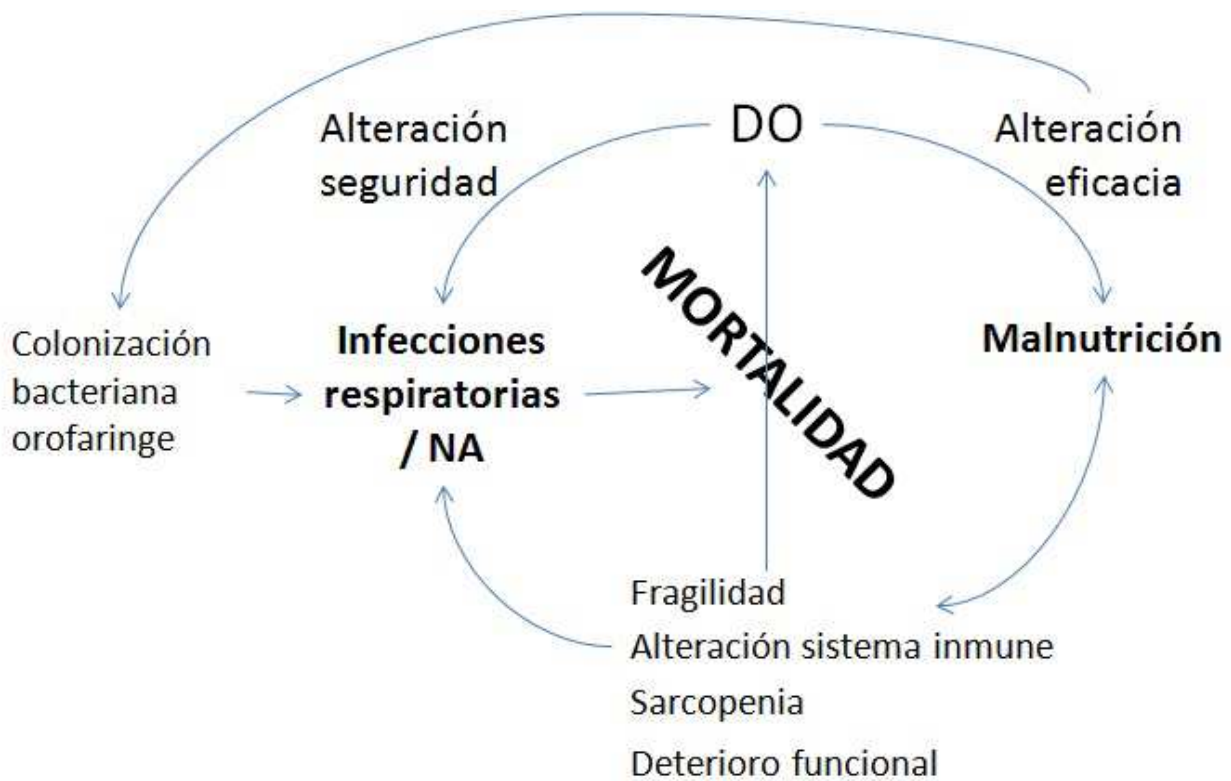 Alteración
seguridad
DO
Alteración
eficacia
MORTALIDAD
Colonización
bacteriana
orofaringe
Infecciones
respiratorias
/ NA
Malnutrición
Fragilidad
Alteración sistema inmune
Sarcopenia
Deterioro funcional